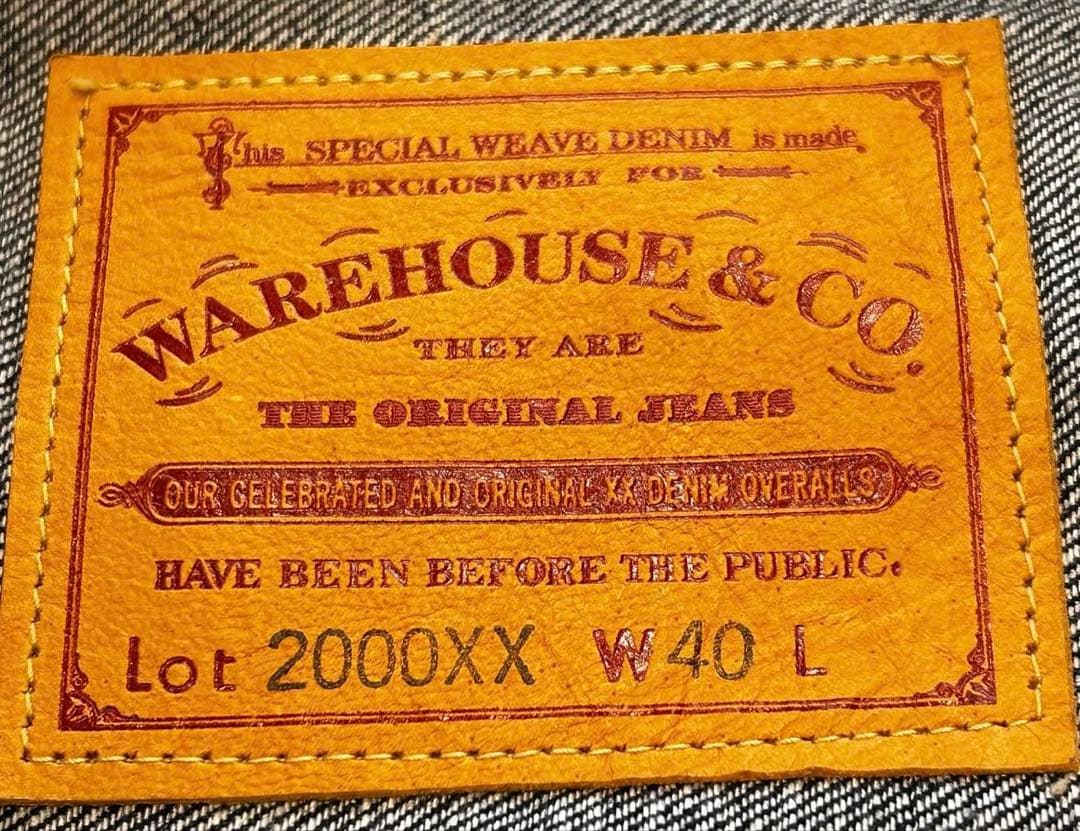 This SPECIAL WEAVE DENIM is made
EXCLUSIVELY FOR
WAREHOUSE & CO.
THEY ARE
THE ORIGINAL JEANS
OUR CELEBRATED AND ORIGINAL XX DENIM OVERALLS
HAVE BEEN BEFORE THE PUBLIC.
Lot 2000XX W 40 L